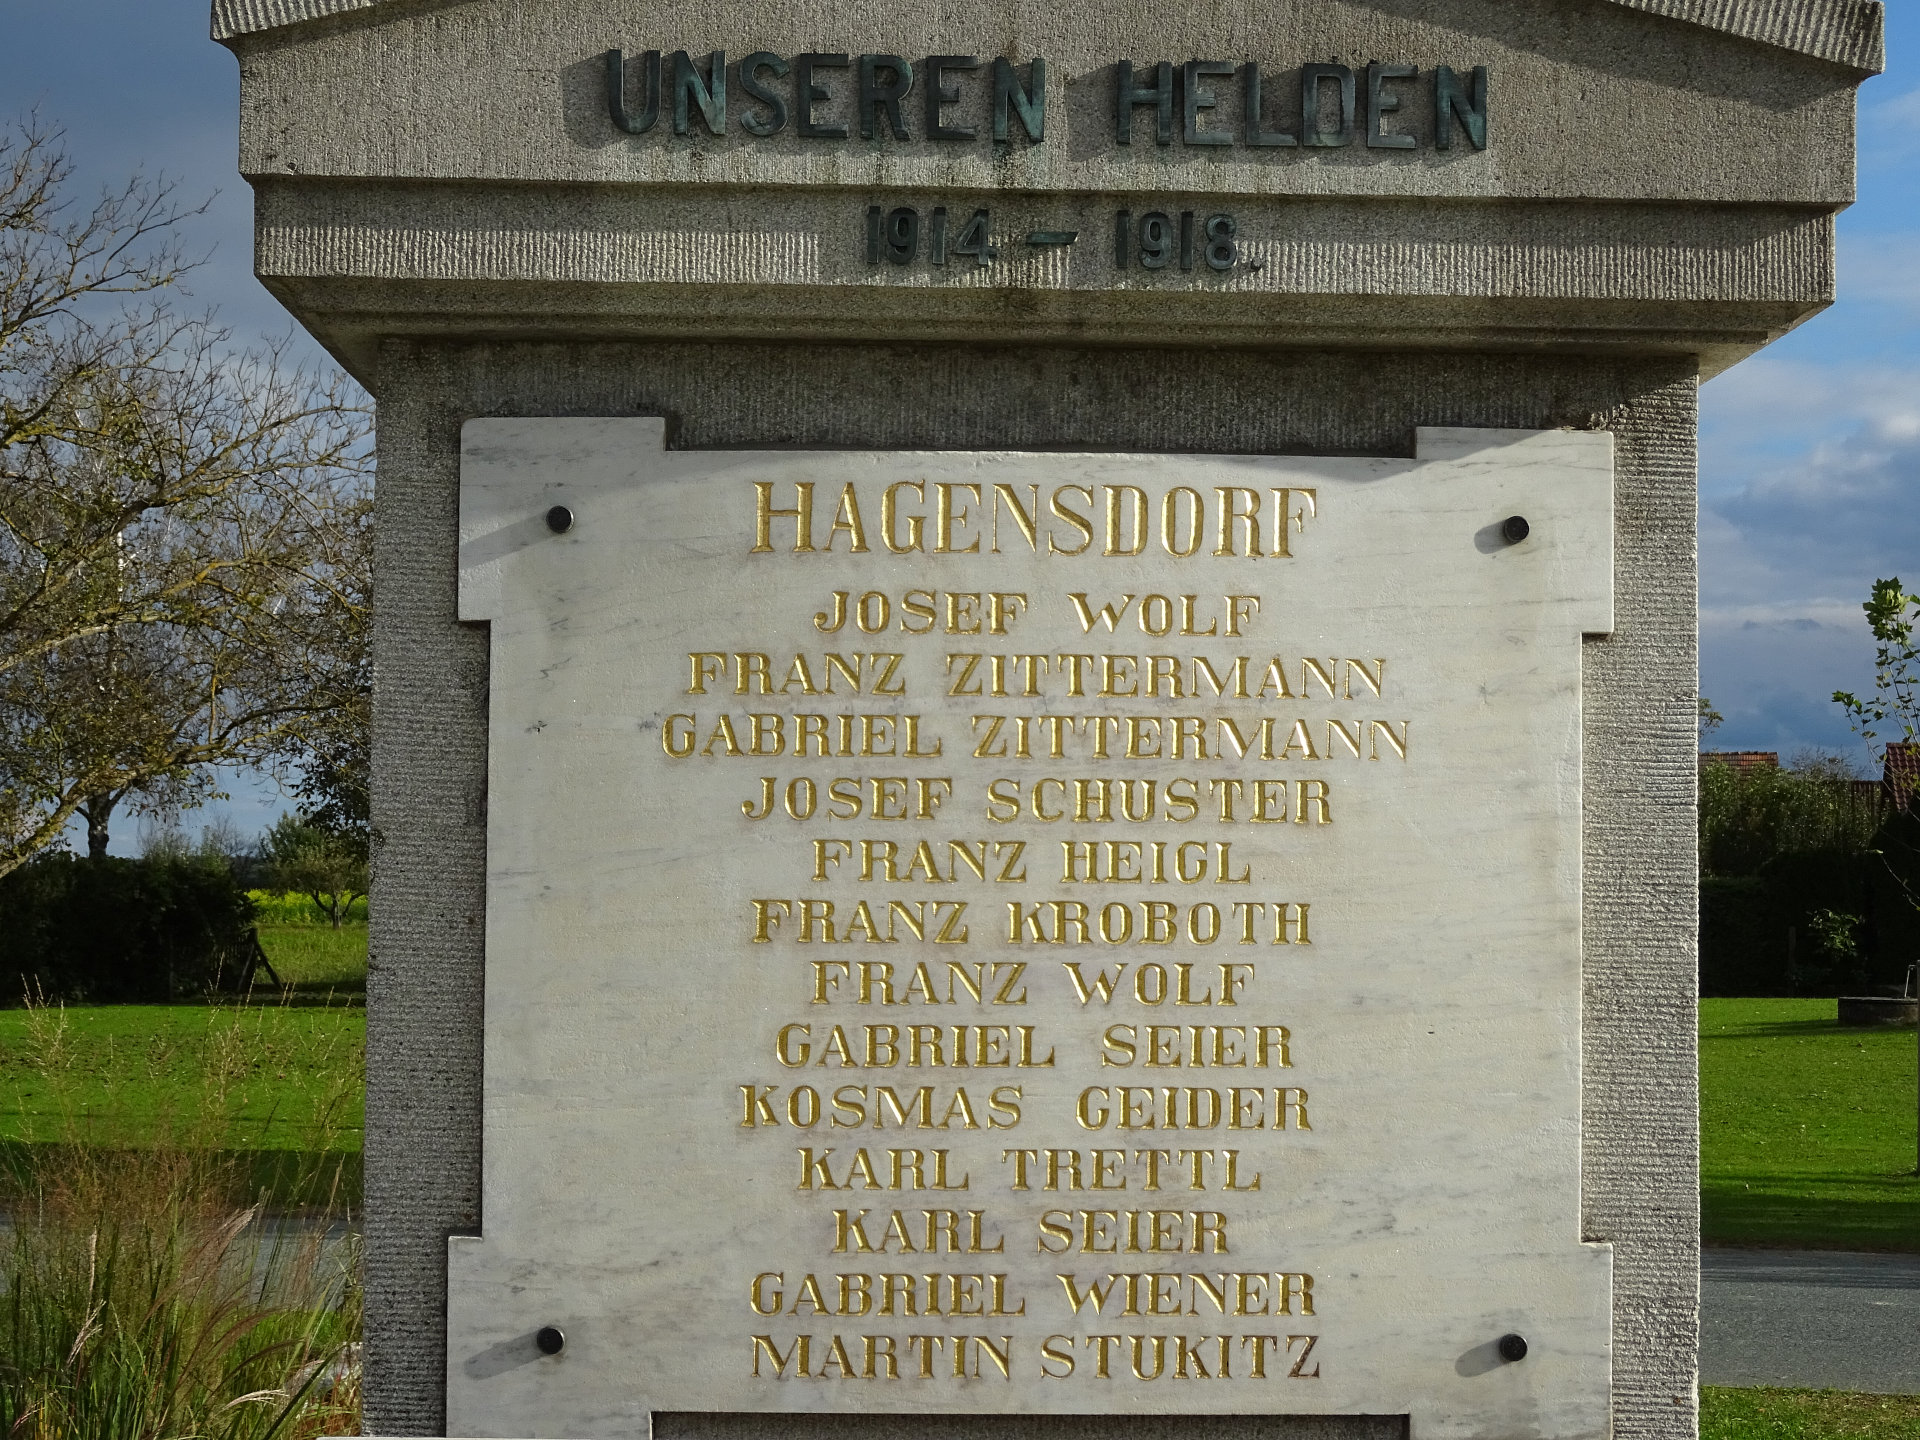 UNSEREN HELDEN
1914 – 1918.
HAGENSDORF
JOSEF WOLF
FRANZ ZITTERMANN
GABRIEL ZITTERMANN
JOSEF SCHUSTER
FRANZ HEIGL
FRANZ KROBOTH
FRANZ WOLF
GABRIEL SEIER
KOSMAS GEIDER
KARL TRETTL
KARL SEIER
GABRIEL WIENER
MARTIN STUKITZ